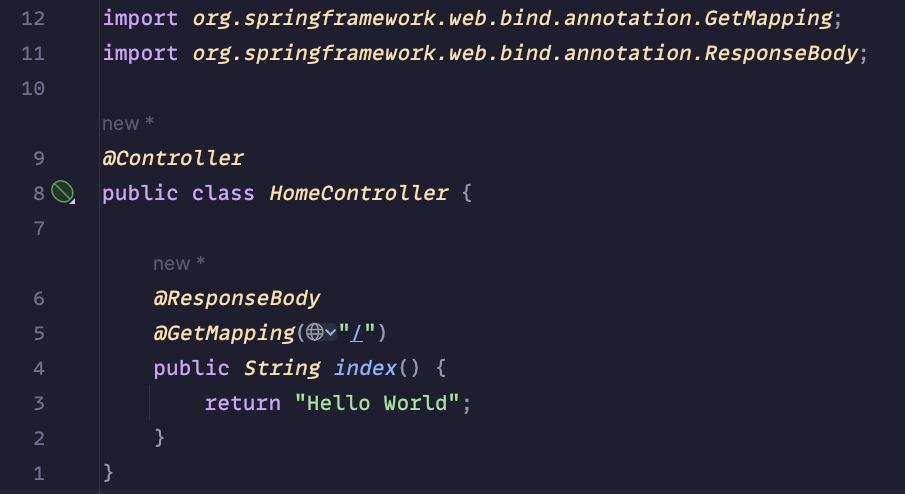 12 import org.springframework.web.bind.annotation.GetMapping;
11 import org.springframework.web.bind.annotation.ResponseBody;
10
new *
9 @Controller
8 public class HomeController {
7
new *
6 @ResponseBody
5 @GetMapping("/")
4 public String index() {
3 return "Hello World";
2 }
1 }